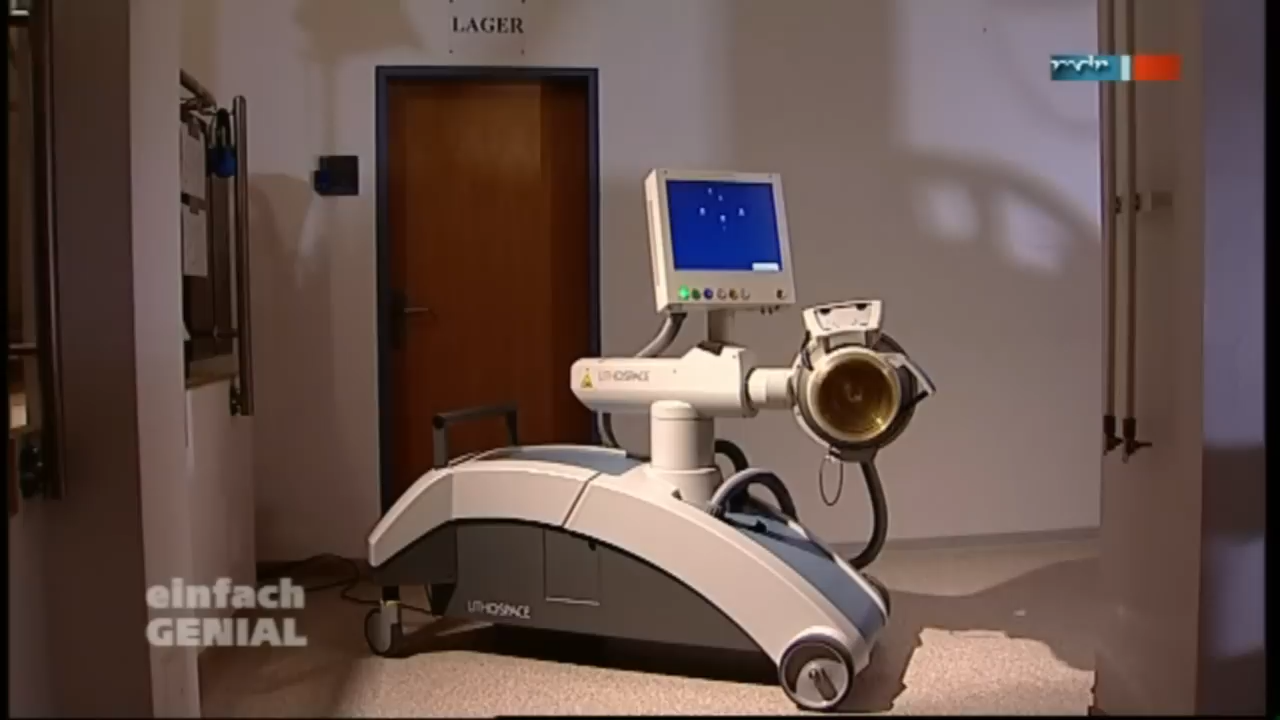 LAGER
mdr
LITHOSPACE
LITHOSPACE
einfach
GENIAL